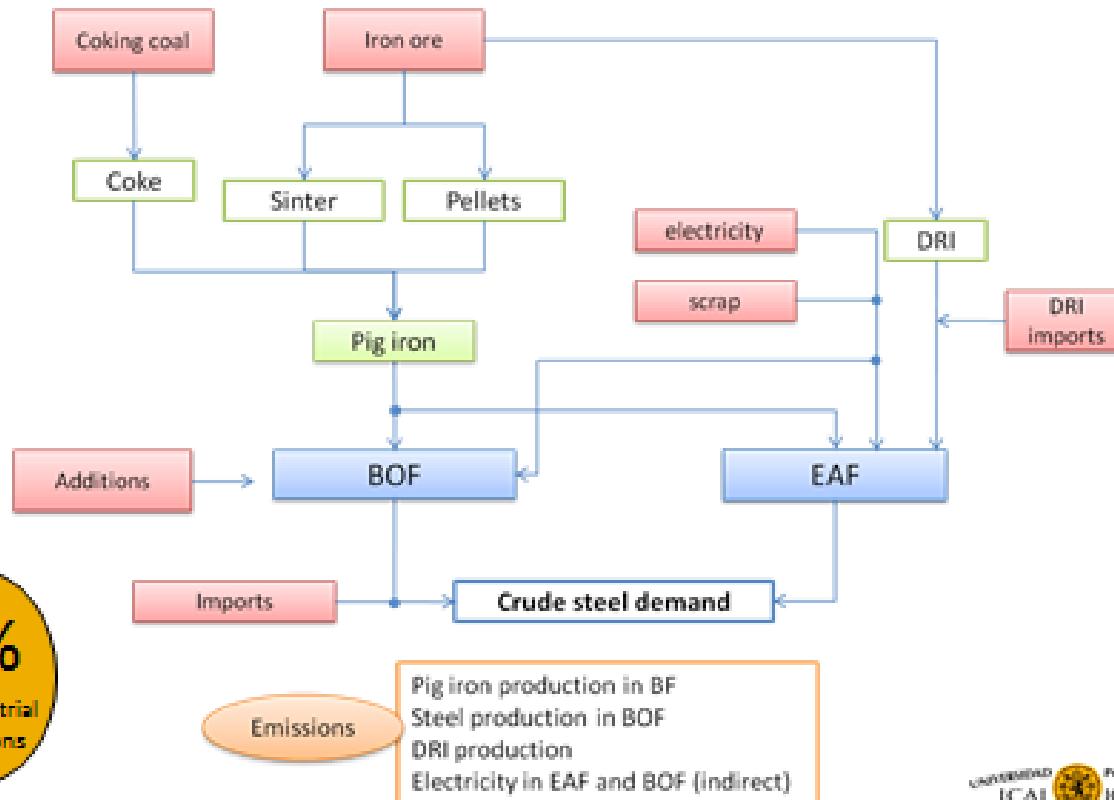 Coking coal
Iron ore
Coke
Sinter
Pellets
electricity
DRI
scrap
DRI
imports
Pig iron
Additions
BOF
EAF
Imports
Crude steel demand
%
Emissions
Pig iron production in BF
Steel production in BOF
DRI production
Electricity in EAF and BOF (indirect)
UNIVERSIDAD
ICAI